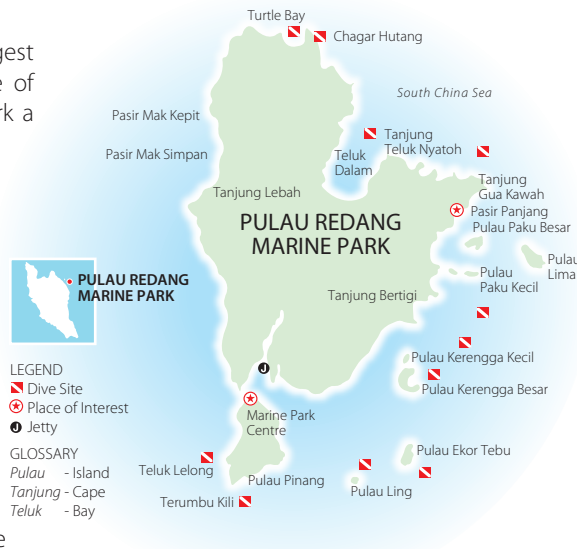 gest
e of
rk a
Turtle Bay
Chagar Hutang
South China Sea
Pasir Mak Kepit
Pasir Mak Simpan
Tanjung
Teluk Nyatoh
Teluk
Dalam
Tanjung Lebah
Tanjung
Gua Kawah
Pasir Panjang
Pulau Paku Besar
PULAU REDANG
MARINE PARK
Pulau
Lima
Pulau
Paku Kecil
PULAU REDANG
MARINE PARK
Tanjung Bertigi
Pulau Kerengga Kecil
Pulau Kerengga Besar
J
Marine Park
Centre
Pulau Ekor Tebu
Teluk Lelong
Pulau Pinang
Pulau Ling
Terumbu Kili
LEGEND
Dive Site
Place of Interest
J Jetty
GLOSSARY
Pulau - Island
Tanjung - Cape
Teluk - Bay
e